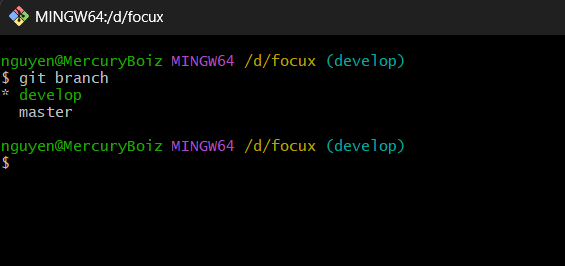 MINGW64:/d/focux
nguyen@MercuryBoiz MINGW64 /d/focux (develop)
$ git branch
* develop
  master
nguyen@MercuryBoiz MINGW64 /d/focux (develop)
$